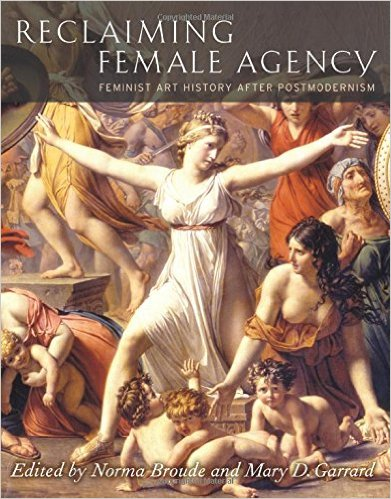 RECLAIMING
FEMALE AGENCY
FEMINIST ART HISTORY AFTER POSTMODERNISM
Edited by Norma Broude and Mary D. Garrard